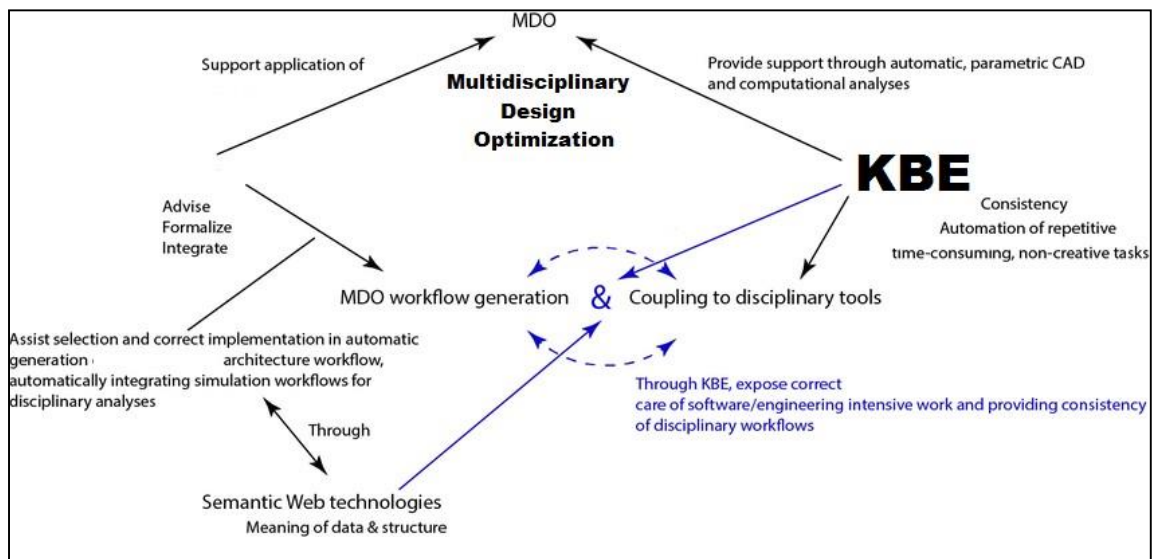 MDO
Support application of
Multidisciplinary
Design
Optimization
Provide support through automatic, parametric CAD
and computational analyses
KBE
Advise
Formalize
Integrate
Consistency
Automation of repetitive
time-consuming, non-creative tasks
MDO workflow generation & Coupling to disciplinary tools
Assist selection and correct implementation in automatic
generation architecture workflow,
automatically integrating simulation workflows for
disciplinary analyses
Through KBE, expose correct
care of software/engineering intensive work and providing consistency
of disciplinary workflows
Through
Semantic Web technologies
Meaning of data & structure